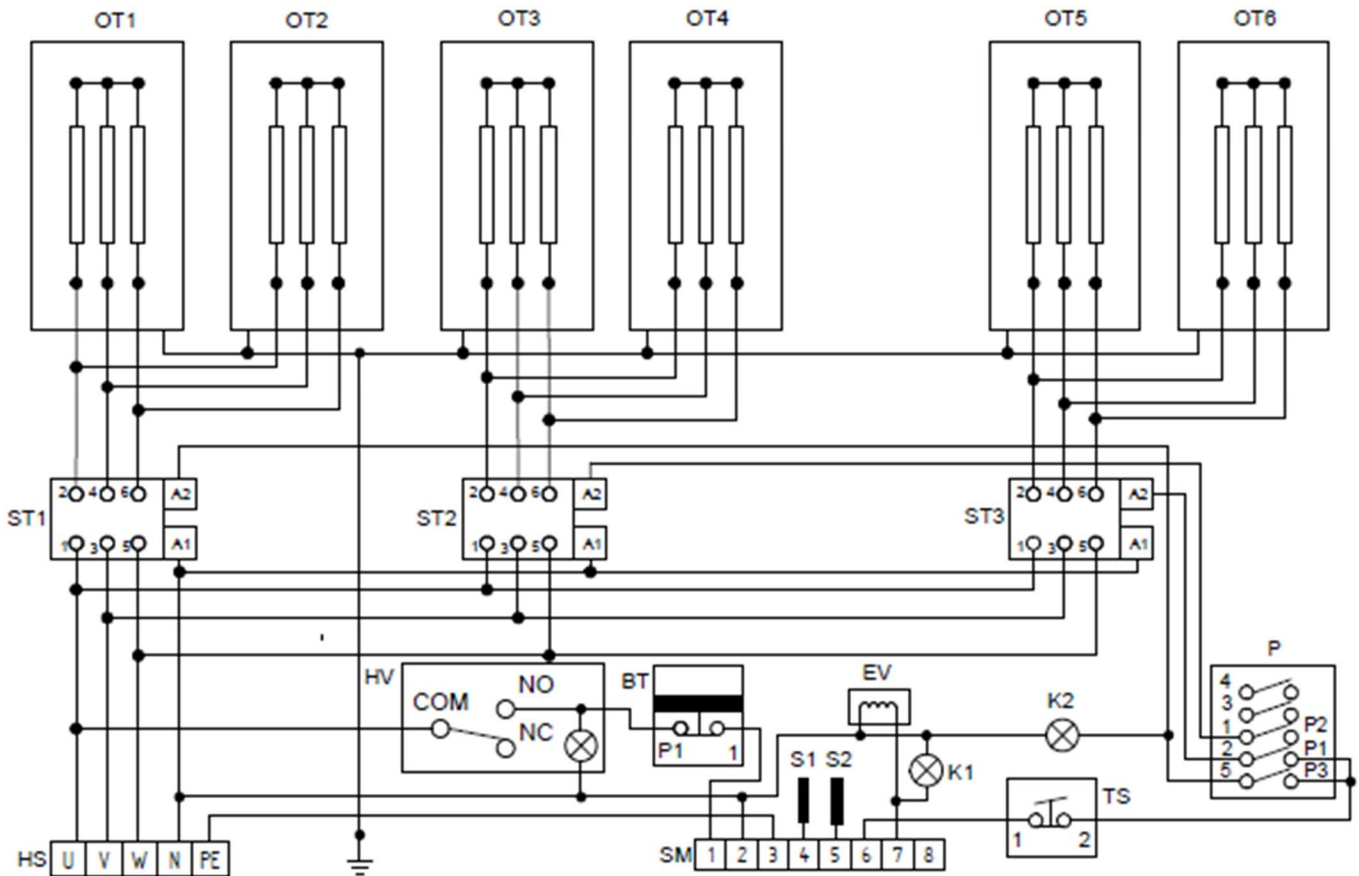 OT1 OT2 OT3 OT4 OT5 OT6
2 4 6 A2 2 4 6 A2 2 4 6 A2
ST1 ST2 ST3
1 3 5 A1 1 3 5 A1 1 3 5 A1
HV COM NO NC
BT P1 1
EV
K2
P
4
3
1 P2
2 P1
5 P3
S1 S2
K1
TS
1 2
HS U V W N PE
SM 1 2 3 4 5 6 7 8